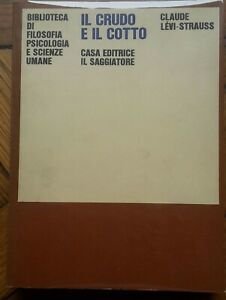 BIBLIOTECA
DI
FILOSOFIA
PSICOLOGIA
E SCIENZE
UMANE
IL CRUDO
E IL COTTO
CASA EDITRICE
IL SAGGIATORE
CLAUDE
LÉVI-STRAUSS